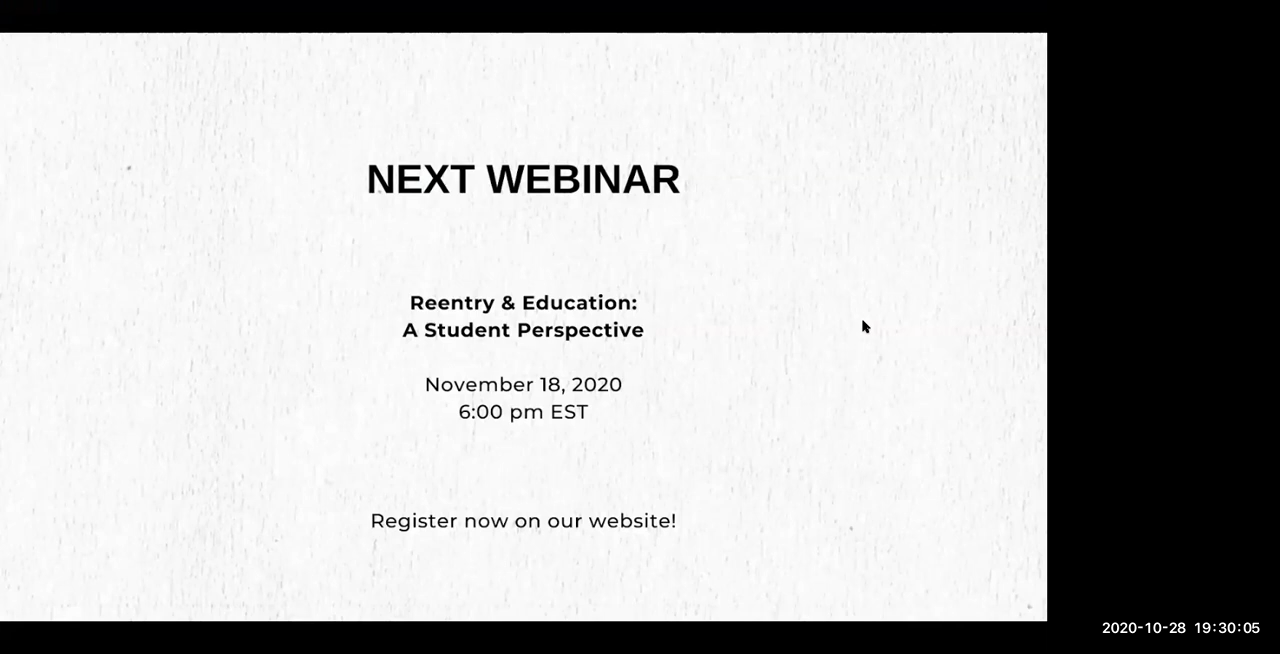 NEXT WEBINAR
Reentry & Education:
A Student Perspective
November 18, 2020
6:00 pm EST
Register now on our website!
2020-10-28 19:30:05